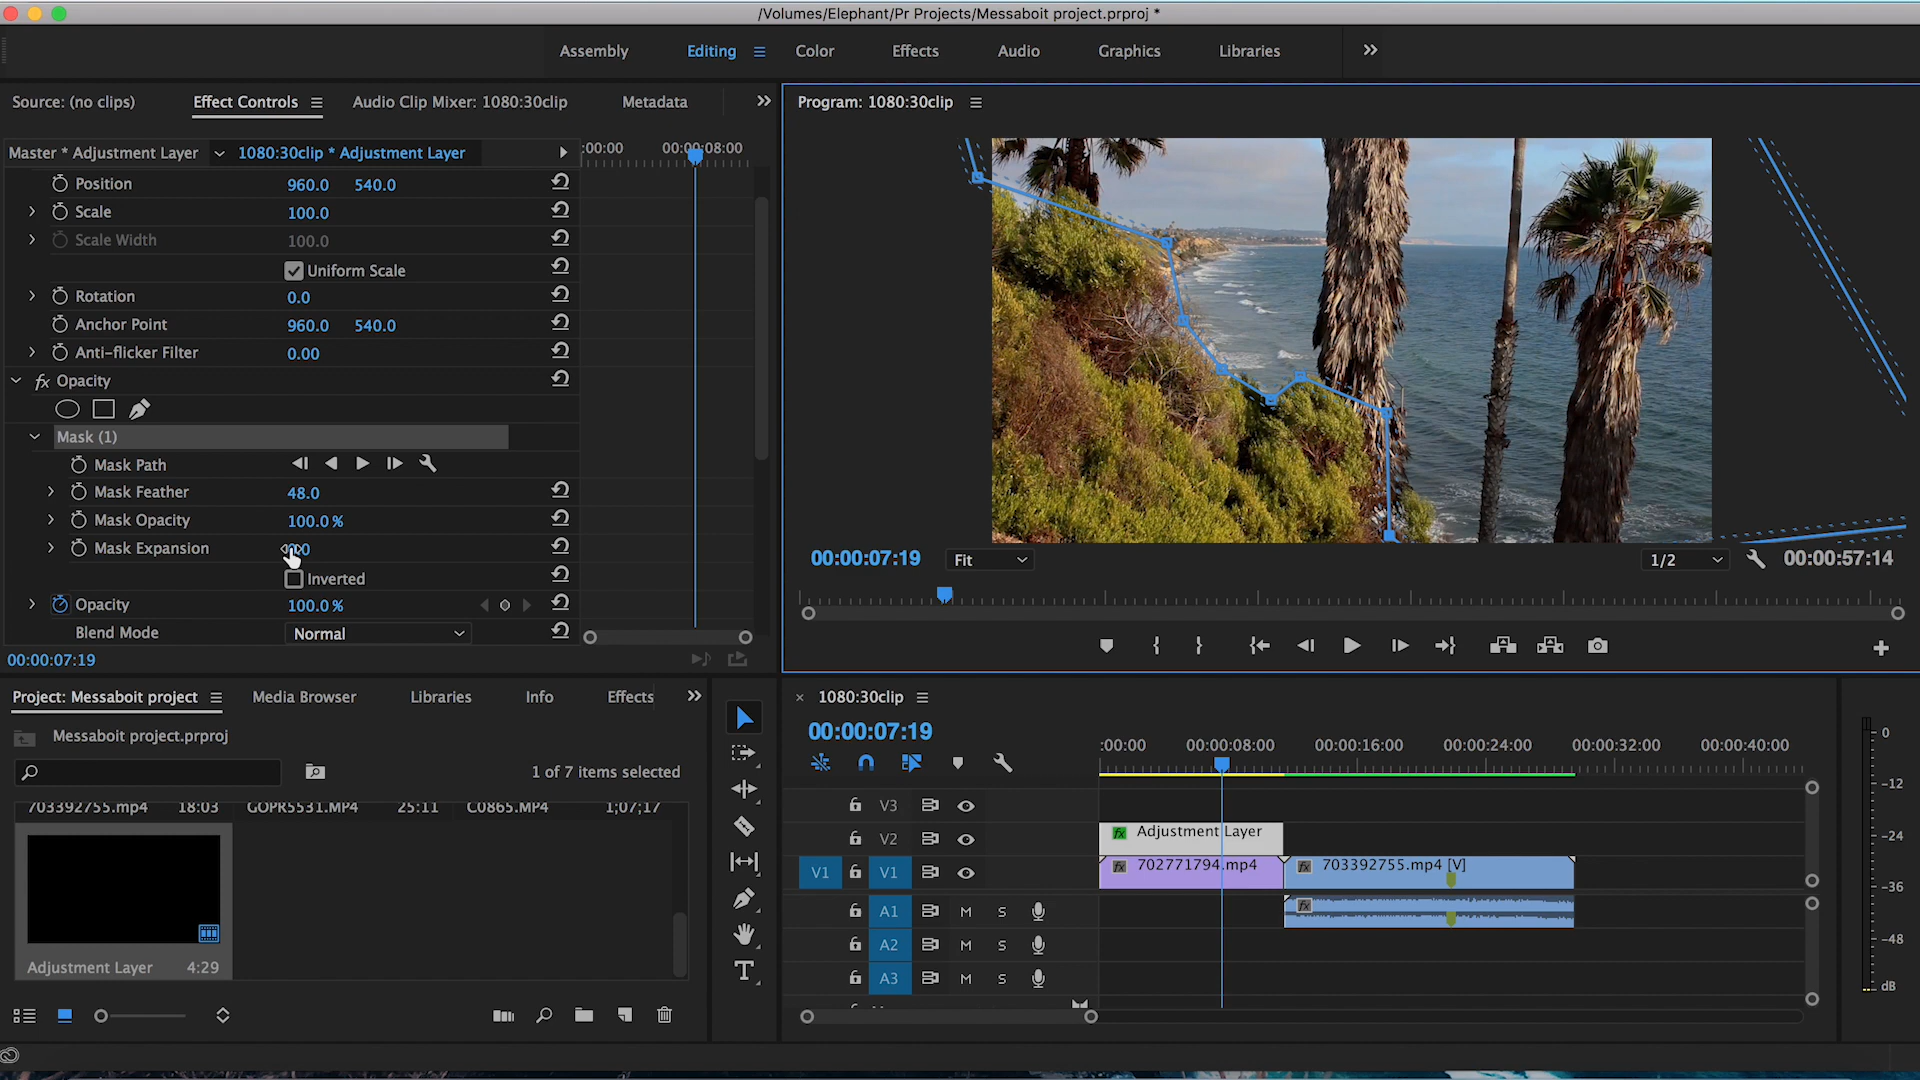 /Volumes/Elephant/Pr Projects/Messaboit project.prproj *
Assembly Editing Color Effects Audio Graphics Libraries
Source: (no clips) Effect Controls Audio Clip Mixer: 1080:30clip Metadata
Program: 1080:30clip
Master * Adjustment Layer 1080:30clip * Adjustment Layer
:00:00 00:00:08:00
Position 960.0 540.0
Scale 100.0
Scale Width 100.0
Uniform Scale
Rotation 0.0
Anchor Point 960.0 540.0
Anti-flicker Filter 0.00
fx Opacity
Mask (1)
Mask Path
Mask Feather 48.0
Mask Opacity 100.0 %
Mask Expansion
Inverted
Opacity 100.0 %
Blend Mode Normal
00:00:07:19
00:00:07:19 Fit 1/2 00:00:57:14
Project: Messaboit project Media Browser Libraries Info Effects
Messaboit project.prproj
1 of 7 items selected
703392755.mp4 18:03 GOPR5531.MP4 25:11 C0865.MP4 1;07;17
Adjustment Layer 4:29
× 1080:30clip
00:00:07:19
:00:00 00:00:08:00 00:00:16:00 00:00:24:00 00:00:32:00 00:00:40:00
V3
V2 fx Adjustment Layer
V1 V1 fx 702771794.mp4 fx 703392755.mp4 [V]
A1 M S fx
A2 M S
A3 M S
0
-12
-24
-36
-48
dB